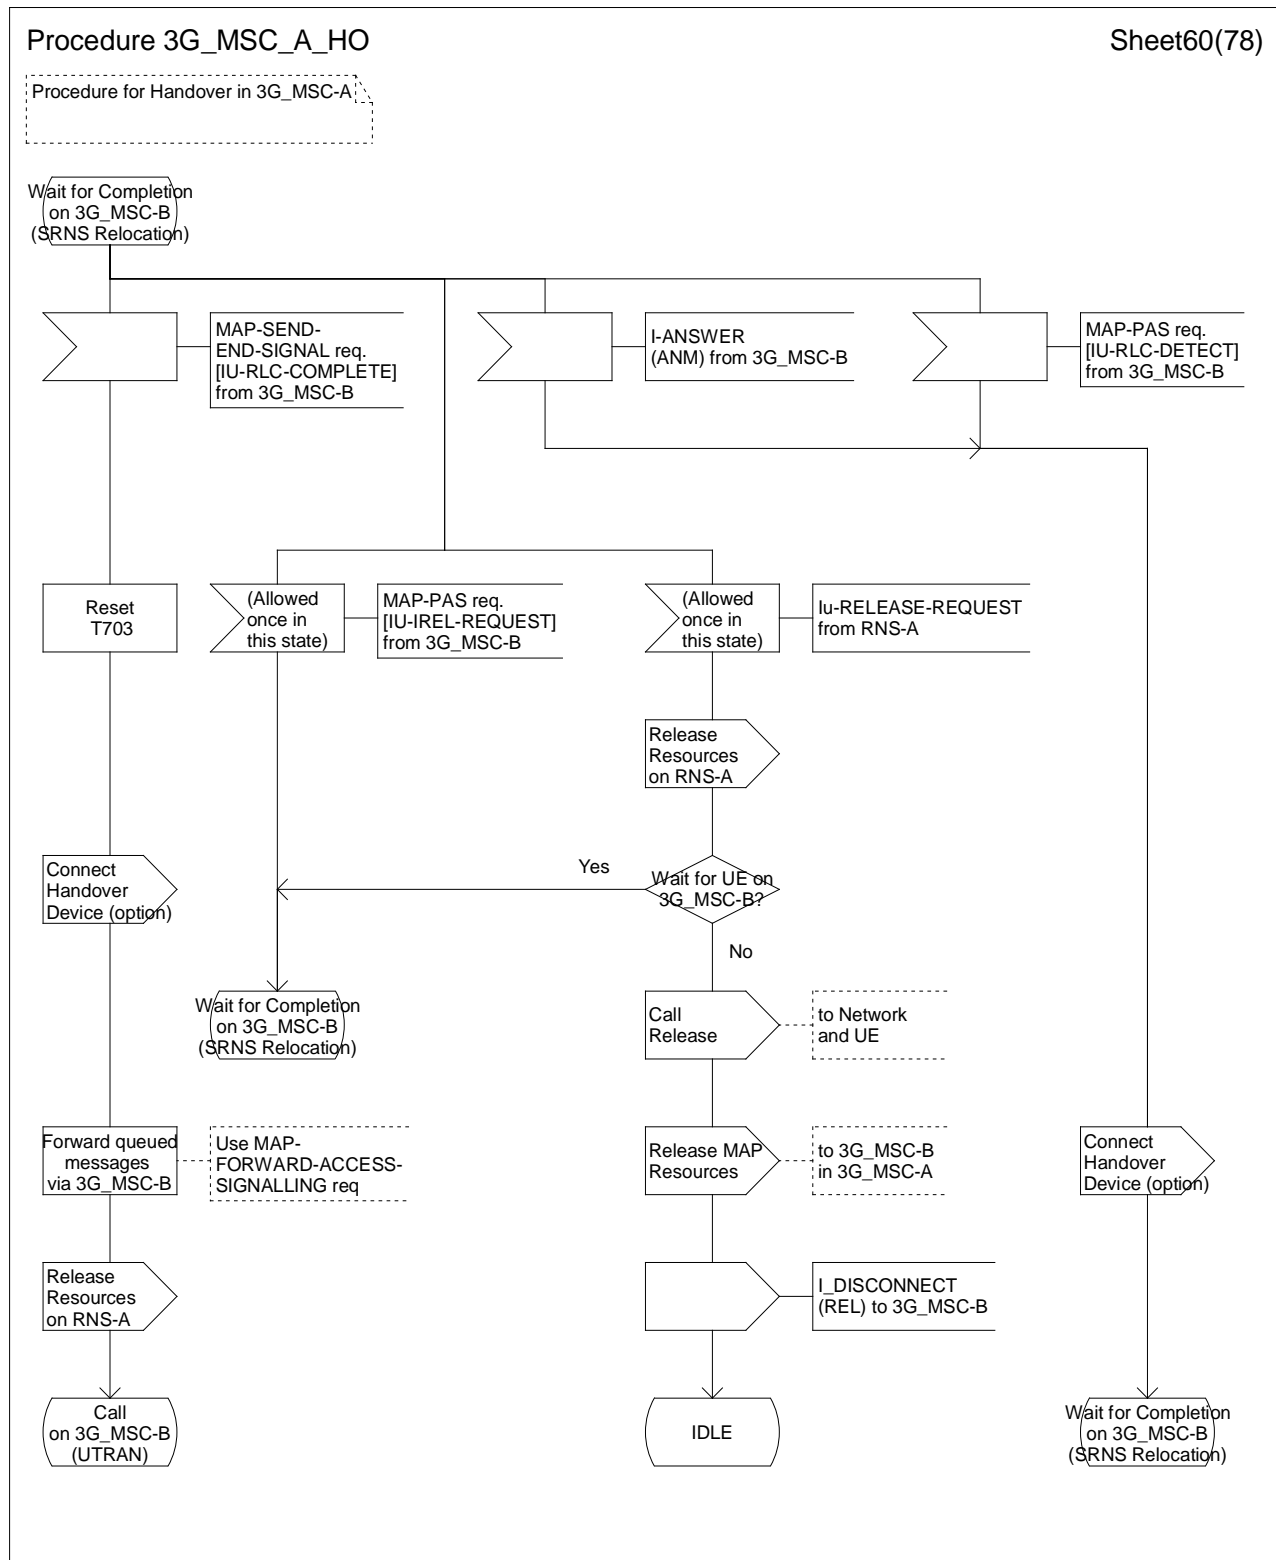 Procedure 3G_MSC_A_HO
Sheet60(78)
Procedure for Handover in 3G_MSC-A
Wait for Completion
on 3G_MSC-B
(SRNS Relocation)
MAP-SEND-
END-SIGNAL req.
[IU-RLC-COMPLETE]
from 3G_MSC-B
I-ANSWER
(ANM) from 3G_MSC-B
MAP-PAS req.
[IU-RLC-DETECT]
from 3G_MSC-B
Reset
T703
(Allowed
once in
this state)
MAP-PAS req.
[IU-IREL-REQUEST]
from 3G_MSC-B
(Allowed
once in
this state)
Iu-RELEASE-REQUEST
from RNS-A
Release
Resources
on RNS-A
Connect
Handover
Device (option)
Yes
Wait for UE on
3G_MSC-B?
No
Wait for Completion
on 3G_MSC-B
(SRNS Relocation)
Call
Release
to Network
and UE
Forward queued
messages
via 3G_MSC-B
Use MAP-
FORWARD-ACCESS-
SIGNALLING req
Release MAP
Resources
to 3G_MSC-B
in 3G_MSC-A
Connect
Handover
Device (option)
Release
Resources
on RNS-A
I_DISCONNECT
(REL) to 3G_MSC-B
Call
on 3G_MSC-B
(UTRAN)
IDLE
Wait for Completion
on 3G_MSC-B
(SRNS Relocation)